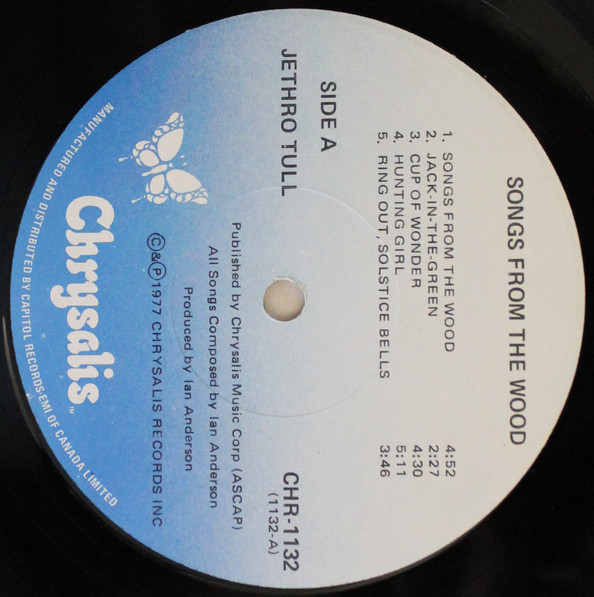 SONGS FROM THE WOOD
1. SONGS FROM THE WOOD 4:52
2. JACK-IN-THE-GREEN 2:27
3. CUP OF WONDER 4:30
4. HUNTING GIRL 5:11
5. RING OUT, SOLSTICE BELLS 3:46
SIDE A
JETHRO TULL
CHR-1132
(1132-A)
Published by Chrysalis Music Corp (ASCAP)
All Songs Composed by Ian Anderson
Produced by Ian Anderson
©&℗1977 CHRYSALIS RECORDS INC
Chrysalis™
MANUFACTURED AND DISTRIBUTED BY CAPITOL RECORDS-EMI OF CANADA LIMITED